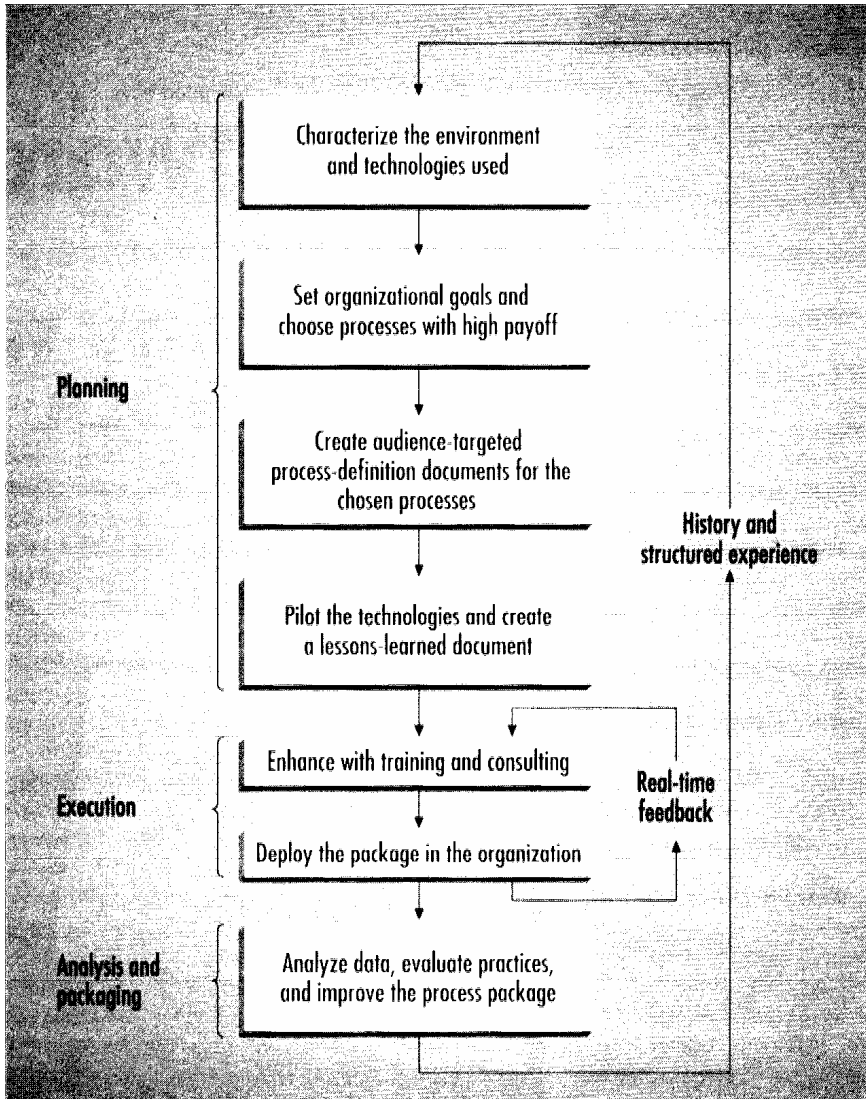 Characterize the environment
and technologies used
Set organizational goals and
choose processes with high payoff
Planning
Create audience-targeted
process-definition documents for the
chosen processes
History and
structured experience
Pilot the technologies and create
a lessons-learned document
Enhance with training and consulting
Real-time
feedback
Execution
Deploy the package in the organization
Analysis and
packaging
Analyze data, evaluate practices,
and improve the process package